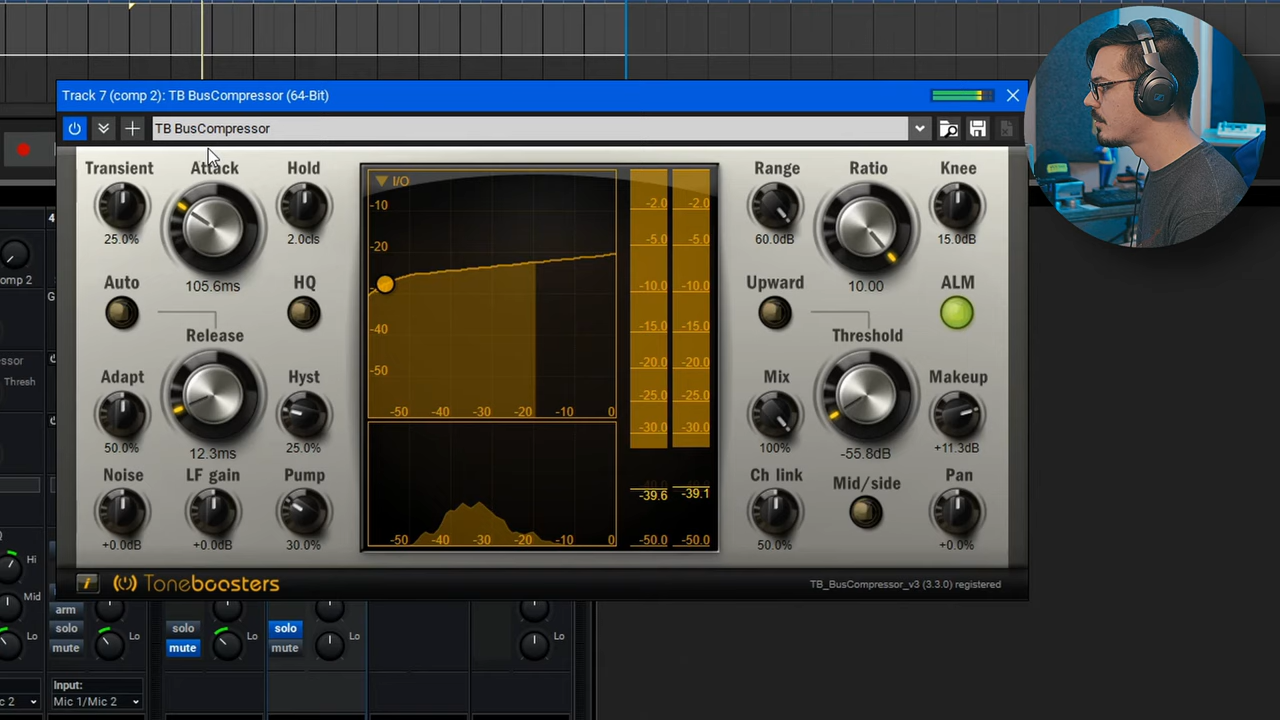 Track 7 (comp 2): TB BusCompressor (64-Bit)
TB BusCompressor
Transient
Attack
Hold
25.0%
105.6ms
2.0cls
Auto
HQ
Release
Adapt
Hyst
50.0%
12.3ms
25.0%
Noise
LF gain
Pump
+0.0dB
+0.0dB
30.0%
I/O
-10
-20
-40
-50
-50 -40 -30 -20 -10 0
-50 -40 -30 -20 -10 0
-2.0 -2.0
-5.0 -5.0
-10.0 -10.0
-15.0 -15.0
-20.0 -20.0
-25.0 -25.0
-30.0 -30.0
-39.6 -39.1
-50.0 -50.0
Range
Ratio
Knee
60.0dB
10.00
15.0dB
Upward
ALM
Threshold
Mix
Makeup
100%
-55.8dB
+11.3dB
Ch link
Mid/side
Pan
50.0%
+0.0%
i
Toneboosters
TB_BusCompressor_v3 (3.3.0) registered
4
omp 2
G
ssor
Thresh
Hi
Mid
Lo
arm
solo
mute
Lo
solo
mute
Lo
solo
mute
Lo
Lo
Input:
c 2
Mic 1/Mic 2